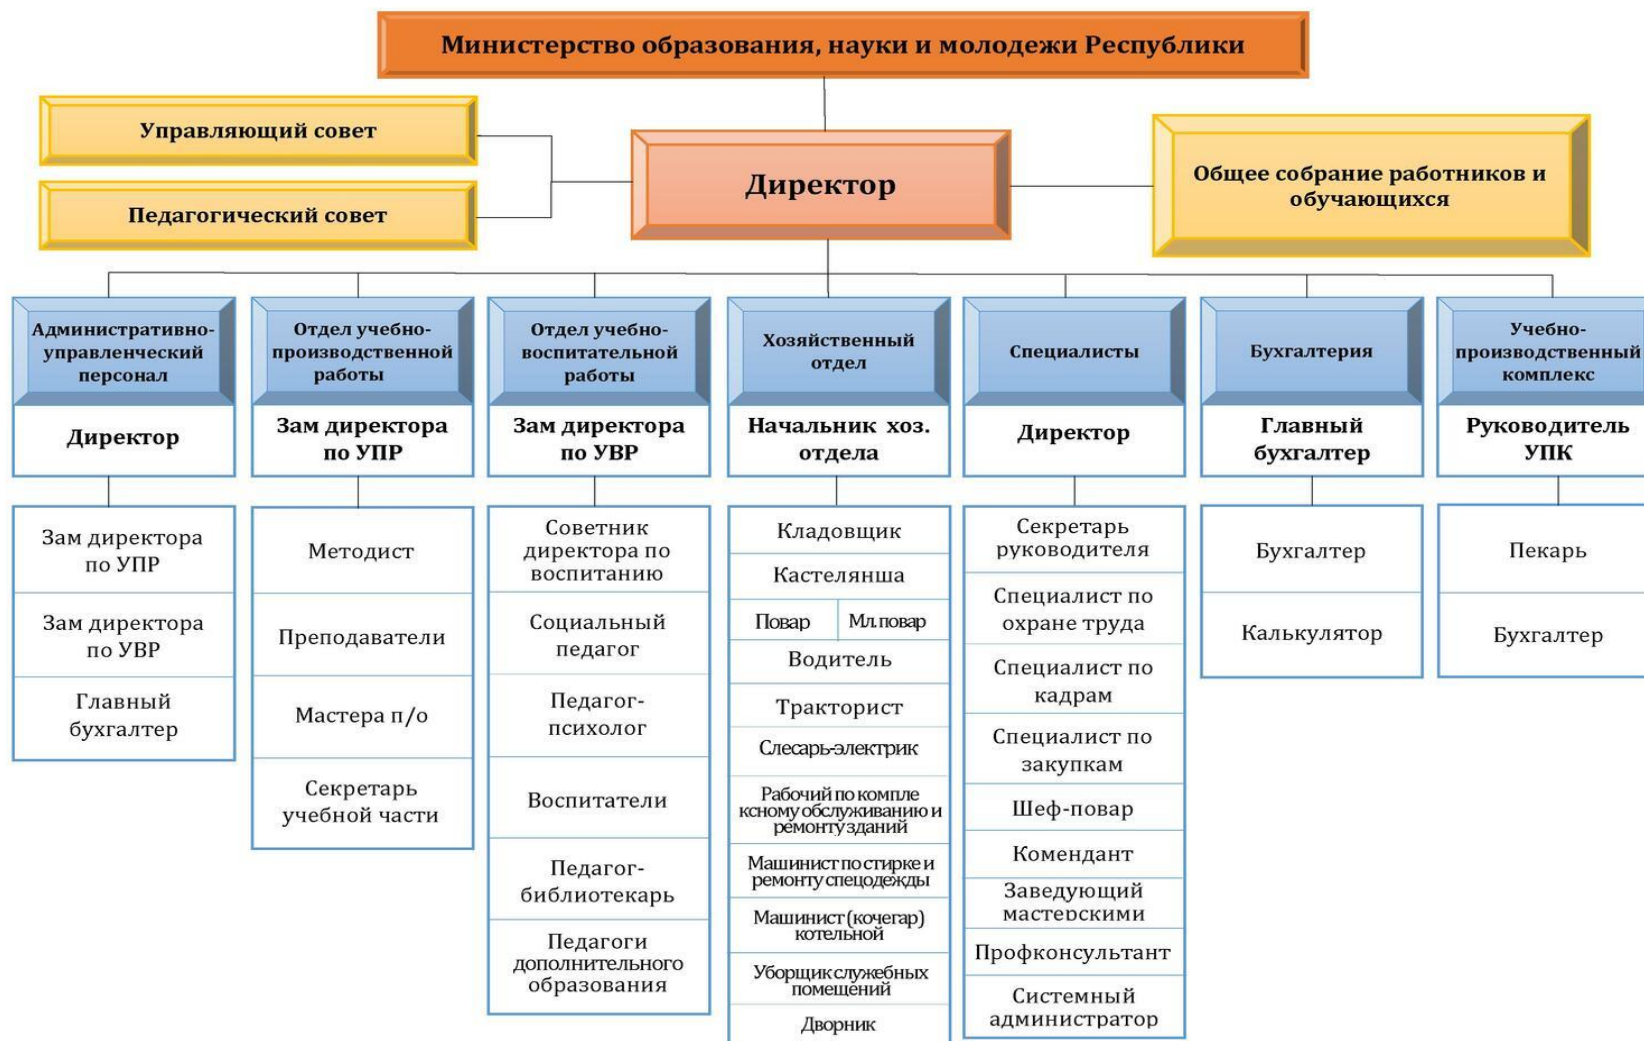 Министерство образования, науки и молодежи Республики
Управляющий совет
Педагогический совет
Директор
Общее собрание работников и
обучающихся
Административно-
управленческий
персонал
Директор
Зам директора
по УПР
Зам директора
по УВР
Главный
бухгалтер
Отдел учебно-
производственной
работы
Зам директора
по УПР
Методист
Преподаватели
Мастера п/о
Секретарь
учебной части
Отдел учебно-
воспитательной
работы
Зам директора
по УВР
Советник
директора по
воспитанию
Социальный
педагог
Педагог-
психолог
Воспитатели
Педагог-
библиотекарь
Педагоги
дополнительного
образования
Хозяйственный
отдел
Начальник хоз.
отдела
Кладовщик
Кастелянша
Повар
Мл. повар
Водитель
Тракторист
Слесарь-электрик
Рабочий по компле
ксному обслуживанию и
ремонту зданий
Машинист по стирке и
ремонту спецодежды
Машинист (кочегар)
котельной
Уборщик служебных
помещений
Дворник
Специалисты
Директор
Секретарь
руководителя
Специалист по
охране труда
Специалист по
кадрам
Специалист по
закупкам
Шеф-повар
Комендант
Заведующий
мастерскими
Профконсультант
Системный
администратор
Бухгалтерия
Главный
бухгалтер
Бухгалтер
Калькулятор
Учебно-
производственный
комплекс
Руководитель
УПК
Пекарь
Бухгалтер